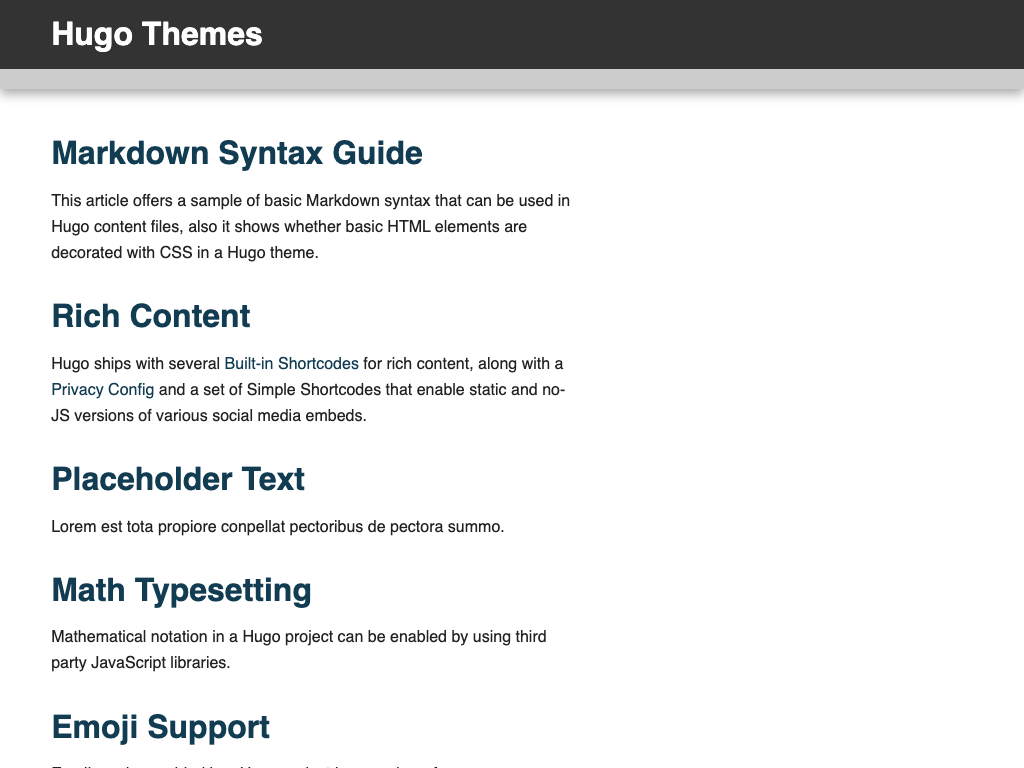 Hugo Themes
Markdown Syntax Guide
This article offers a sample of basic Markdown syntax that can be used in
Hugo content files, also it shows whether basic HTML elements are
decorated with CSS in a Hugo theme.
Rich Content
Hugo ships with several Built-in Shortcodes for rich content, along with a
Privacy Config and a set of Simple Shortcodes that enable static and no-
JS versions of various social media embeds.
Placeholder Text
Lorem est tota propiore conpellat pectoribus de pectora summo.
Math Typesetting
Mathematical notation in a Hugo project can be enabled by using third
party JavaScript libraries.
Emoji Support